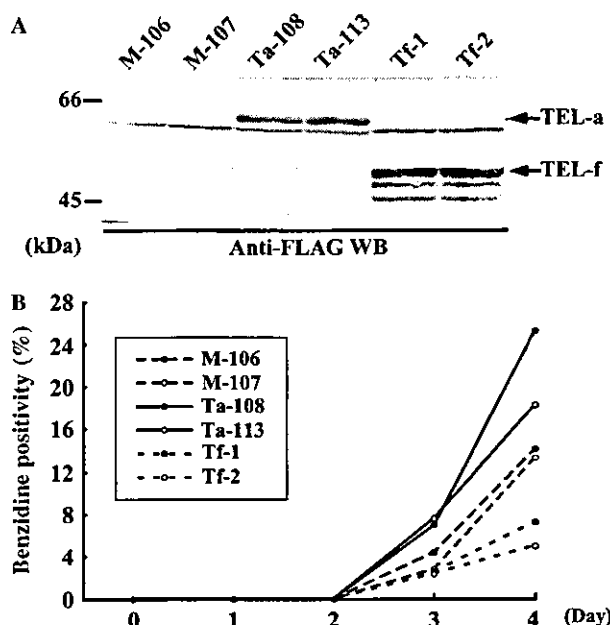 A
M-106 M-107 Ta-108 Ta-113 Tf-1 Tf-2
66
TEL-a
TEL-f
45
(kDa)
Anti-FLAG WB
B
Benzidine positivity (%)
28
24
20
16
12
8
4
0
M-106
M-107
Ta-108
Ta-113
Tf-1
Tf-2
0 1 2 3 4 (Day)